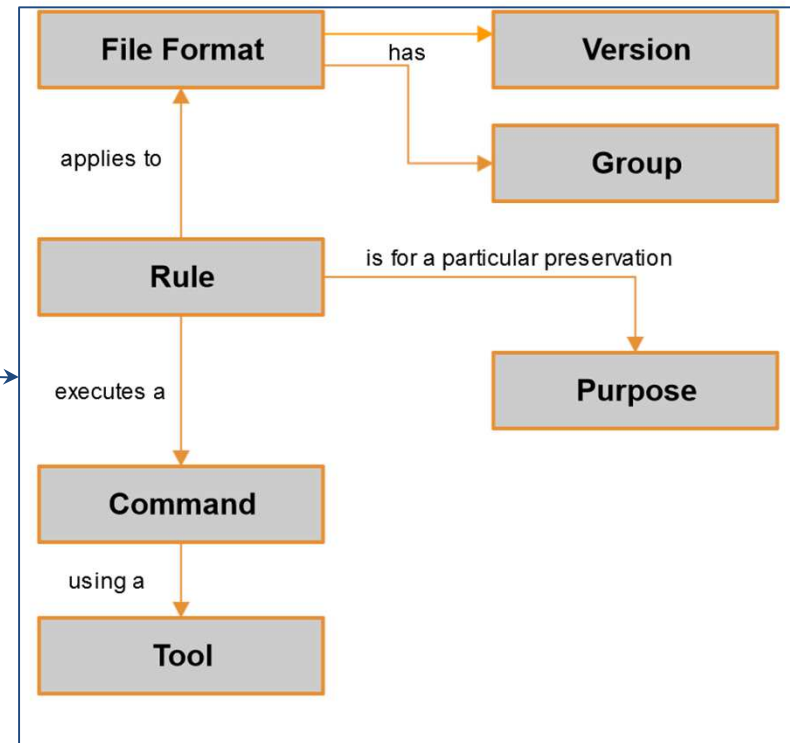 File Format
has
Version
Group
applies to
Rule
is for a particular preservation
Purpose
executes a
Command
using a
Tool